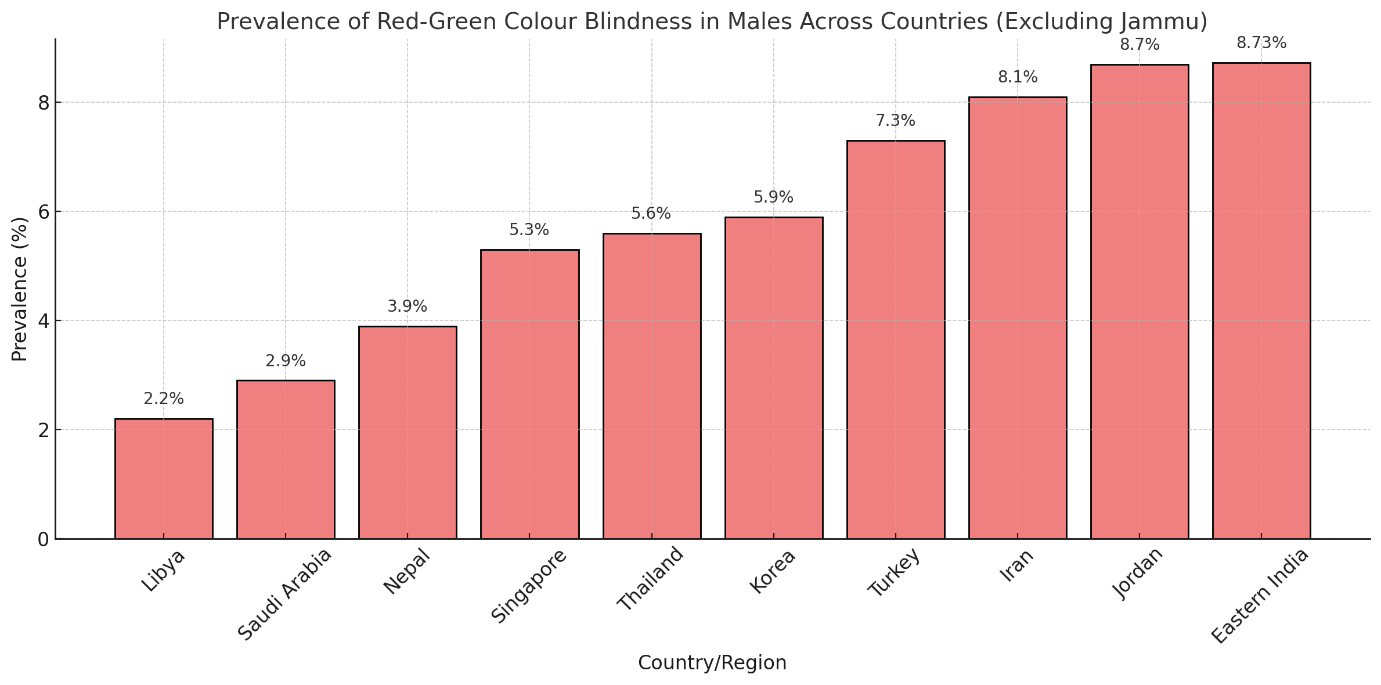 Prevalence of Red-Green Colour Blindness in Males Across Countries (Excluding Jammu)
Prevalence (%)
8
6
4
2
0
2.2%
2.9%
3.9%
5.3%
5.6%
5.9%
7.3%
8.1%
8.7%
8.73%
Libya
Saudi Arabia
Nepal
Singapore
Thailand
Korea
Turkey
Iran
Jordan
Eastern India
Country/Region